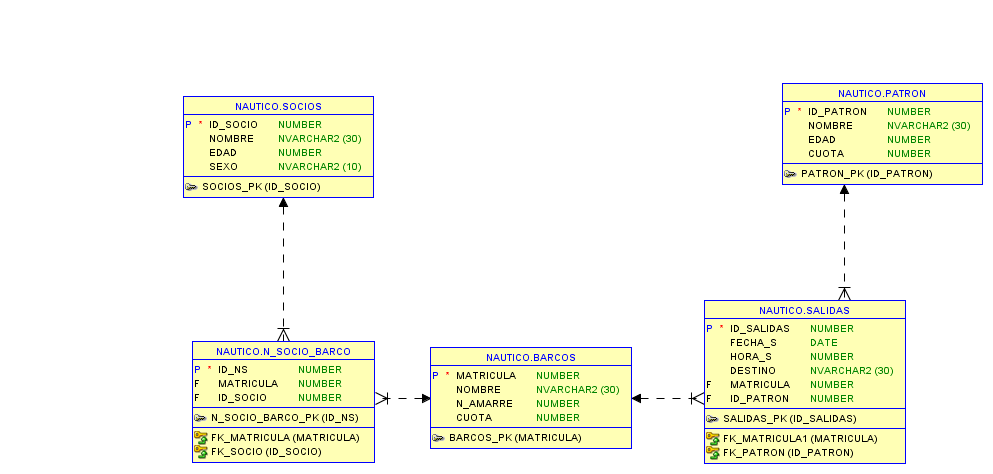 NAUTICO.SOCIOS
P * ID_SOCIO NUMBER
NOMBRE NVARCHAR2 (30)
EDAD NUMBER
SEXO NVARCHAR2 (10)
SOCIOS_PK (ID_SOCIO)
NAUTICO.PATRON
P * ID_PATRON NUMBER
NOMBRE NVARCHAR2 (30)
EDAD NUMBER
CUOTA NUMBER
PATRON_PK (ID_PATRON)
NAUTICO.N_SOCIO_BARCO
P * ID_NS NUMBER
F MATRICULA NUMBER
F ID_SOCIO NUMBER
N_SOCIO_BARCO_PK (ID_NS)
FK_MATRICULA (MATRICULA)
FK_SOCIO (ID_SOCIO)
NAUTICO.BARCOS
P * MATRICULA NUMBER
NOMBRE NVARCHAR2 (30)
N_AMARRE NUMBER
CUOTA NUMBER
BARCOS_PK (MATRICULA)
NAUTICO.SALIDAS
P * ID_SALIDAS NUMBER
FECHA_S DATE
HORA_S NUMBER
DESTINO NVARCHAR2 (30)
F MATRICULA NUMBER
F ID_PATRON NUMBER
SALIDAS_PK (ID_SALIDAS)
FK_MATRICULA1 (MATRICULA)
FK_PATRON (ID_PATRON)